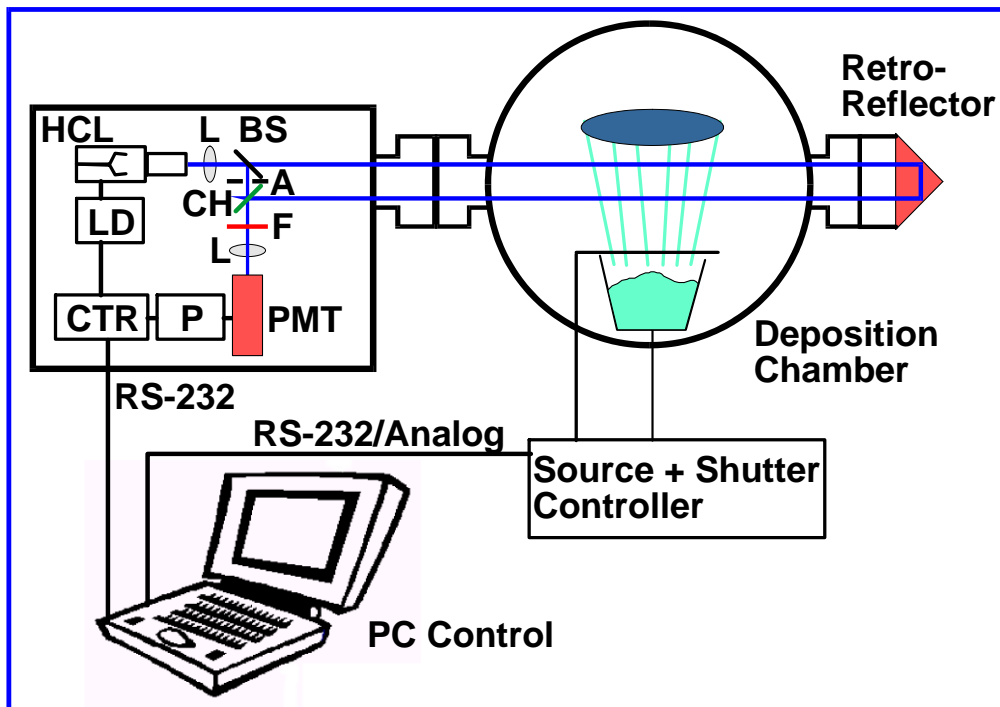 Retro-
Reflector
HCL
L
BS
A
CH
LD
F
L
CTR
P
PMT
Deposition
Chamber
RS-232
RS-232/Analog
Source + Shutter
Controller
PC Control